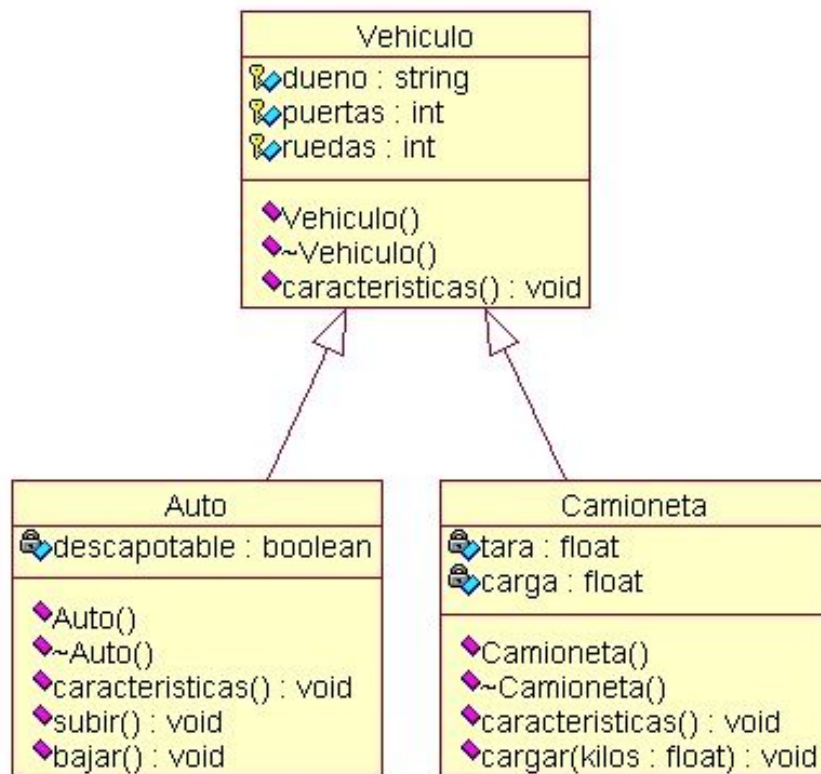 Vehiculo
dueno : string
puertas : int
ruedas : int
Vehiculo()
~Vehiculo()
caracteristicas() : void
Auto
descapotable : boolean
Auto()
~Auto()
caracteristicas() : void
subir() : void
bajar() : void
Camioneta
tara : float
carga : float
Camioneta()
~Camioneta()
caracteristicas() : void
cargar(kilos : float) : void